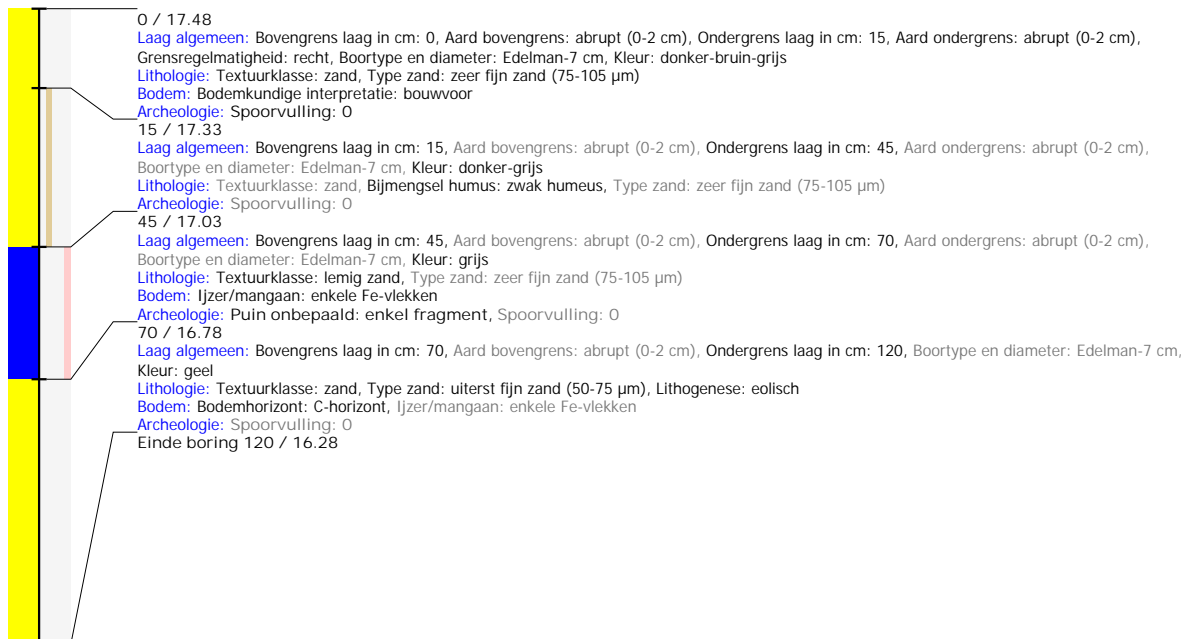 0 / 17.48
Laag algemeen: Bovengrens laag in cm: 0, Aard bovengrens: abrupt (0-2 cm), Ondergrens laag in cm: 15, Aard ondergrens: abrupt (0-2 cm),
Grensregelmatigheid: recht, Boortype en diameter: Edelman-7 cm, Kleur: donker-bruin-grijs
Lithologie: Textuurklasse: zand, Type zand: zeer fijn zand (75-105 µm)
Bodem: Bodemkundige interpretatie: bouwvoor
Archeologie: Spoorvulling: 0
15 / 17.33
Laag algemeen: Bovengrens laag in cm: 15, Aard bovengrens: abrupt (0-2 cm), Ondergrens laag in cm: 45, Aard ondergrens: abrupt (0-2 cm),
Boortype en diameter: Edelman-7 cm, Kleur: donker-grijs
Lithologie: Textuurklasse: zand, Bijmengsel humus: zwak humeus, Type zand: zeer fijn zand (75-105 µm)
Archeologie: Spoorvulling: 0
45 / 17.03
Laag algemeen: Bovengrens laag in cm: 45, Aard bovengrens: abrupt (0-2 cm), Ondergrens laag in cm: 70, Aard ondergrens: abrupt (0-2 cm),
Boortype en diameter: Edelman-7 cm, Kleur: grijs
Lithologie: Textuurklasse: lemig zand, Type zand: zeer fijn zand (75-105 µm)
Bodem: Ijzer/mangaan: enkele Fe-vlekken
Archeologie: Puin onbepaald: enkel fragment, Spoorvulling: 0
70 / 16.78
Laag algemeen: Bovengrens laag in cm: 70, Aard bovengrens: abrupt (0-2 cm), Ondergrens laag in cm: 120, Boortype en diameter: Edelman-7 cm,
Kleur: geel
Lithologie: Textuurklasse: zand, Type zand: uiterst fijn zand (50-75 µm), Lithogenese: eolisch
Bodem: Bodemhorizont: C-horizont, Ijzer/mangaan: enkele Fe-vlekken
Archeologie: Spoorvulling: 0
Einde boring 120 / 16.28